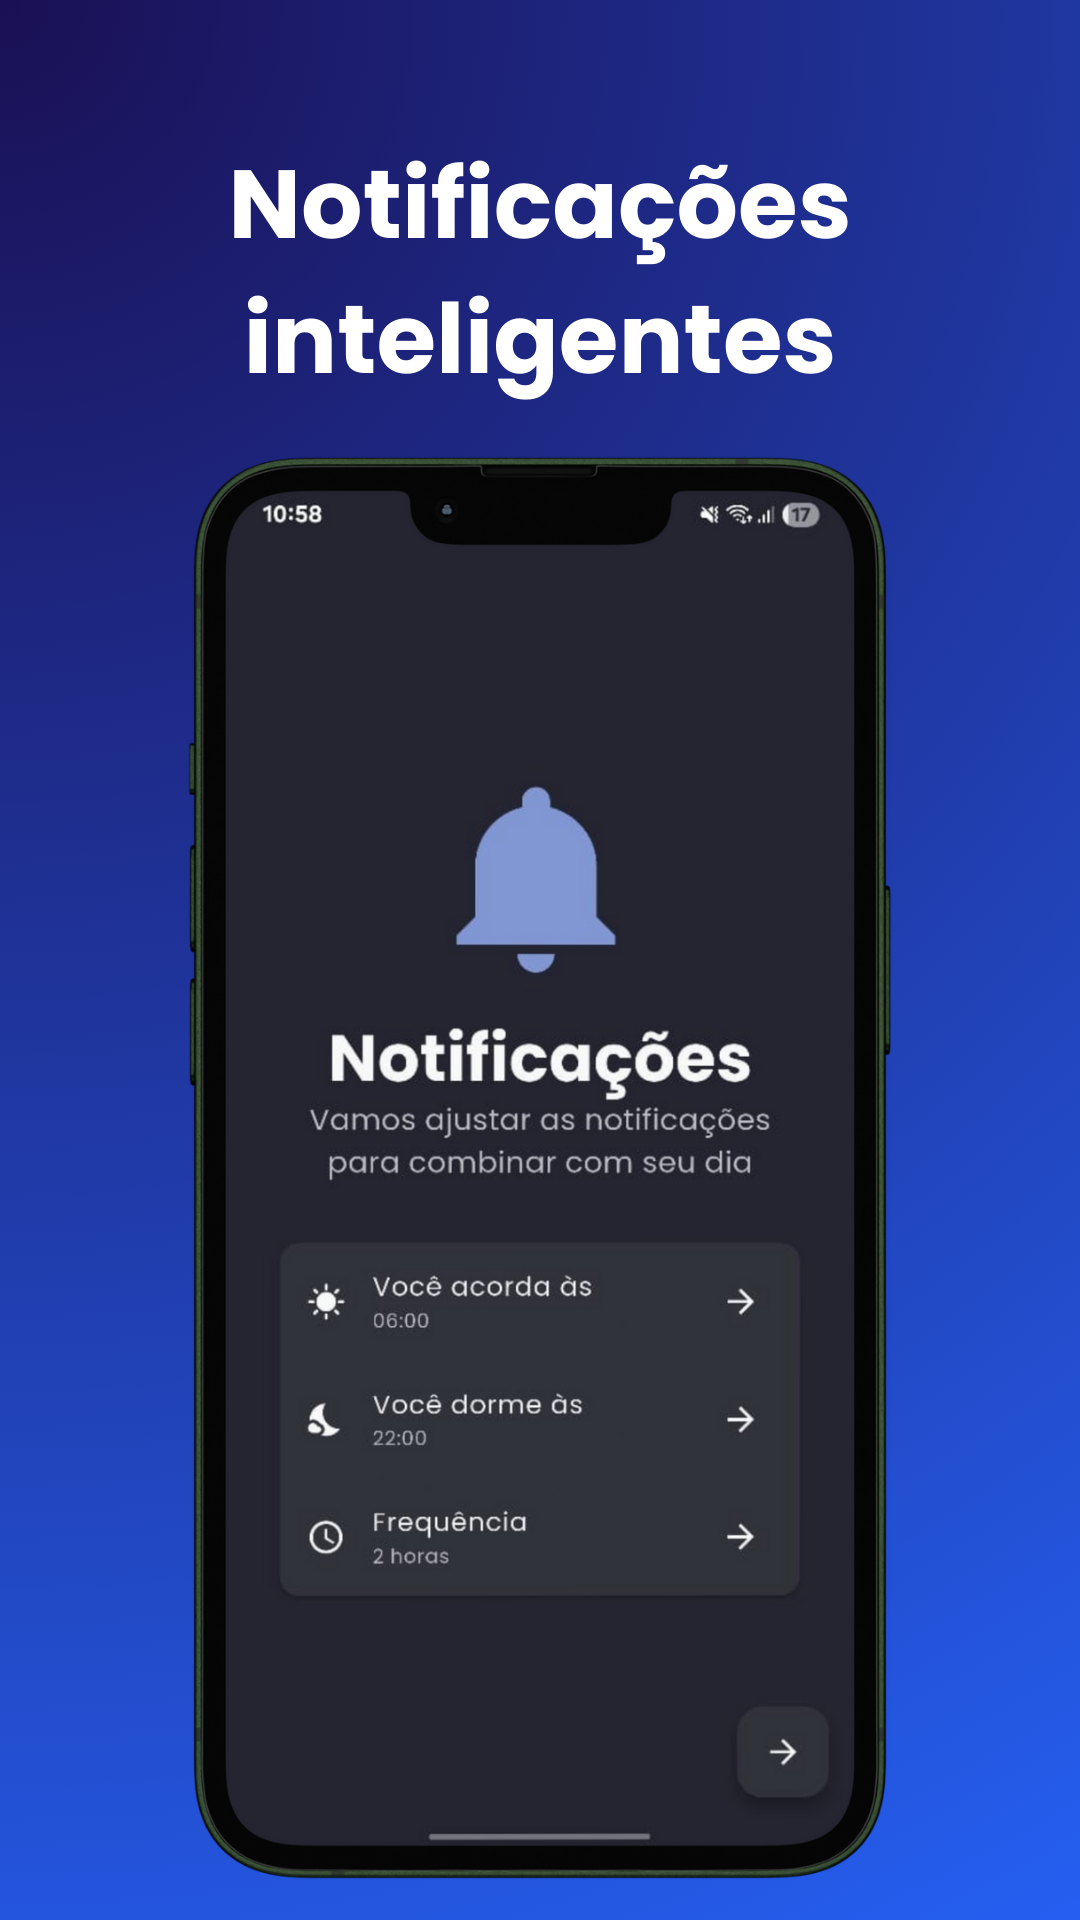 Notificações
inteligentes
10:58
17
Notificações
Vamos ajustar as notificações
para combinar com seu dia
Você acorda às
06:00
Você dorme às
22:00
Frequência
2 horas